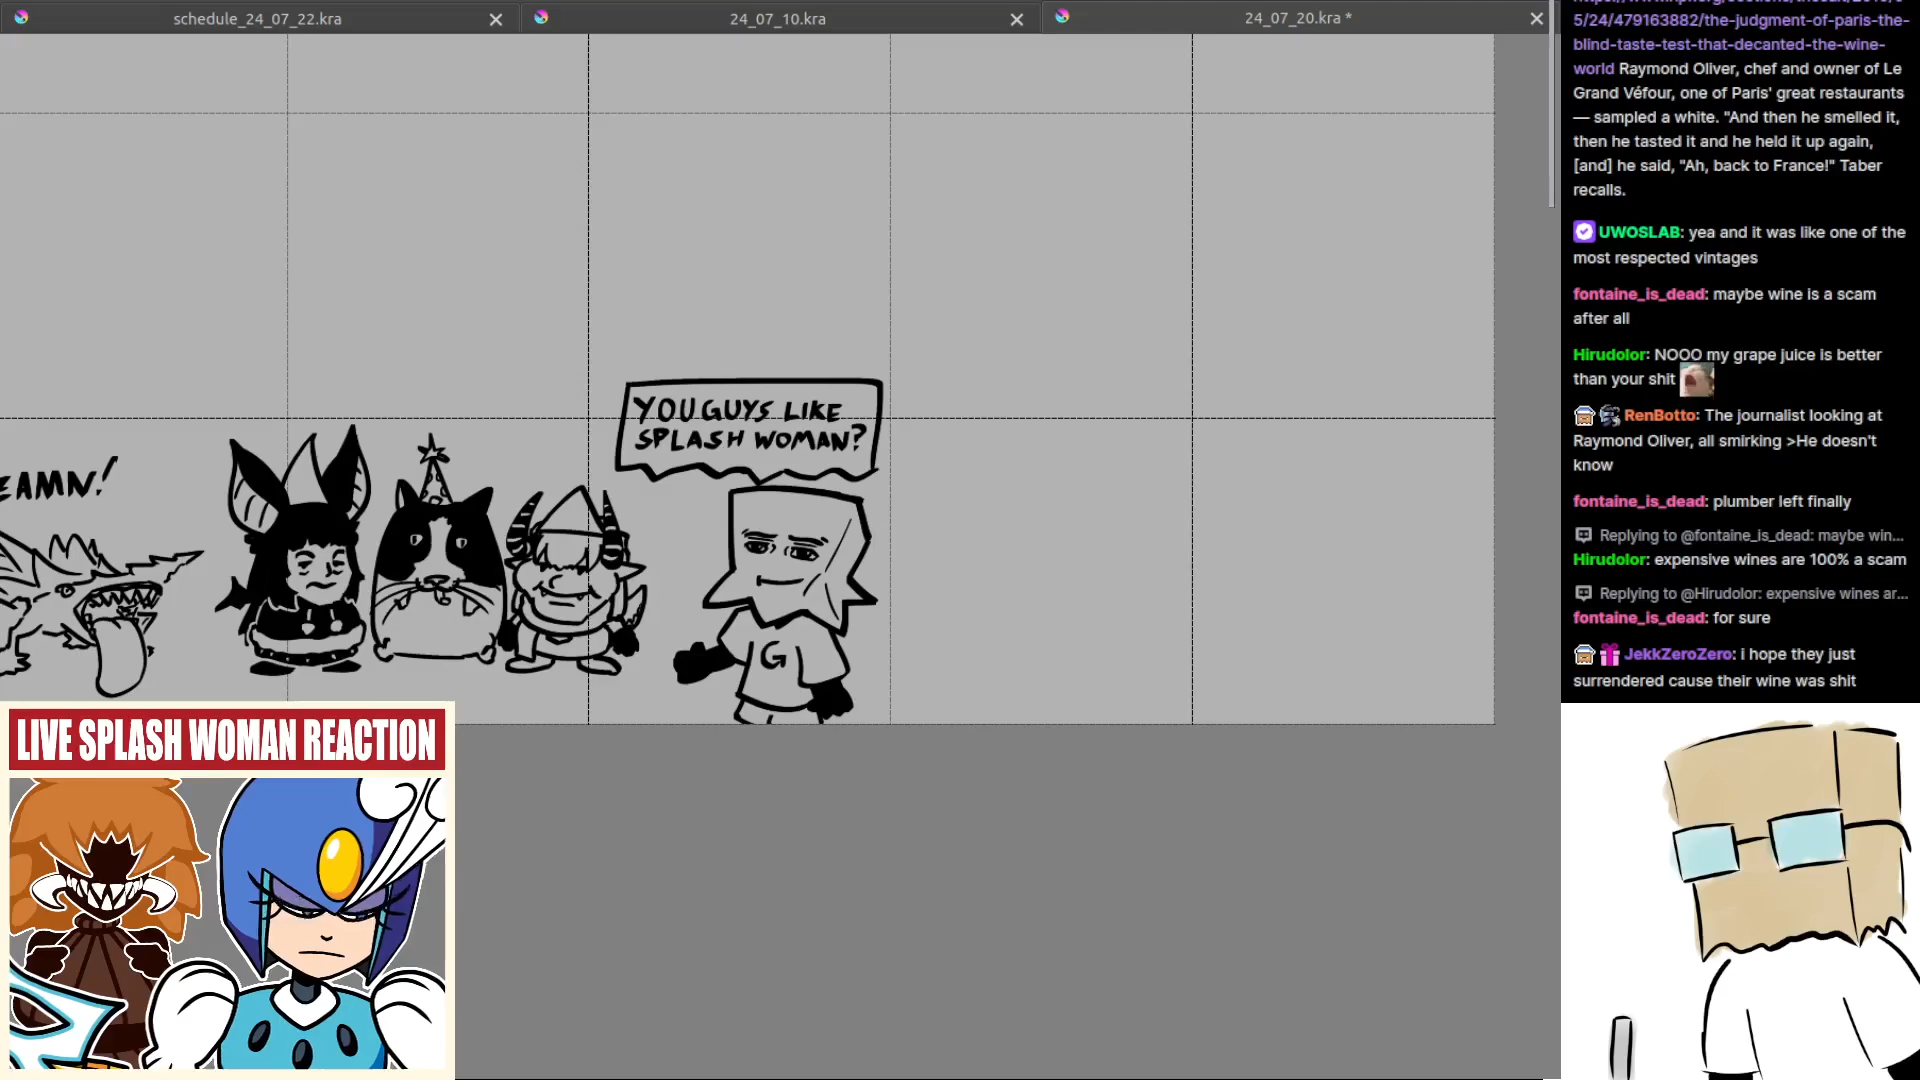 schedule_24_07_22.kra
24_07_10.kra
24_07_20.kra *
5/24/479163882/the-judgment-of-paris-the-
blind-taste-test-that-decanted-the-wine-
world Raymond Oliver, chef and owner of Le
Grand Véfour, one of Paris' great restaurants
— sampled a white. "And then he smelled it,
then he tasted it and he held it up again,
[and] he said, "Ah, back to France!" Taber
recalls.
UWOSLAB: yea and it was like one of the
most respected vintages
fontaine_is_dead: maybe wine is a scam
after all
Hirudolor: NOOO my grape juice is better
than your shit
RenBotto: The journalist looking at
Raymond Oliver, all smirking >He doesn't
know
fontaine_is_dead: plumber left finally
Replying to @fontaine_is_dead: maybe win...
Hirudolor: expensive wines are 100% a scam
Replying to @Hirudolor: expensive wines ar...
fontaine_is_dead: for sure
JekkZeroZero: i hope they just
surrendered cause their wine was shit
YOU GUYS LIKE
SPLASH WOMAN?
EAMN!
G
LIVE SPLASH WOMAN REACTION